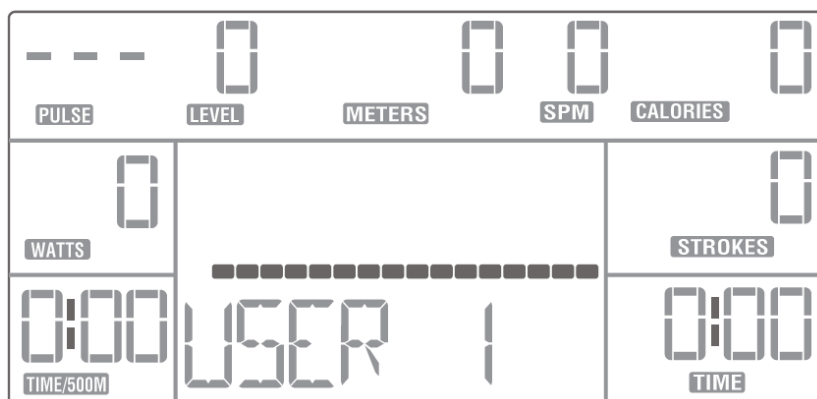 --- 0 0 0 0
PULSE LEVEL METERS SPM CALORIES
0 0
WATTS STROKES
0:00 USER 1 0:00
TIME/500M TIME